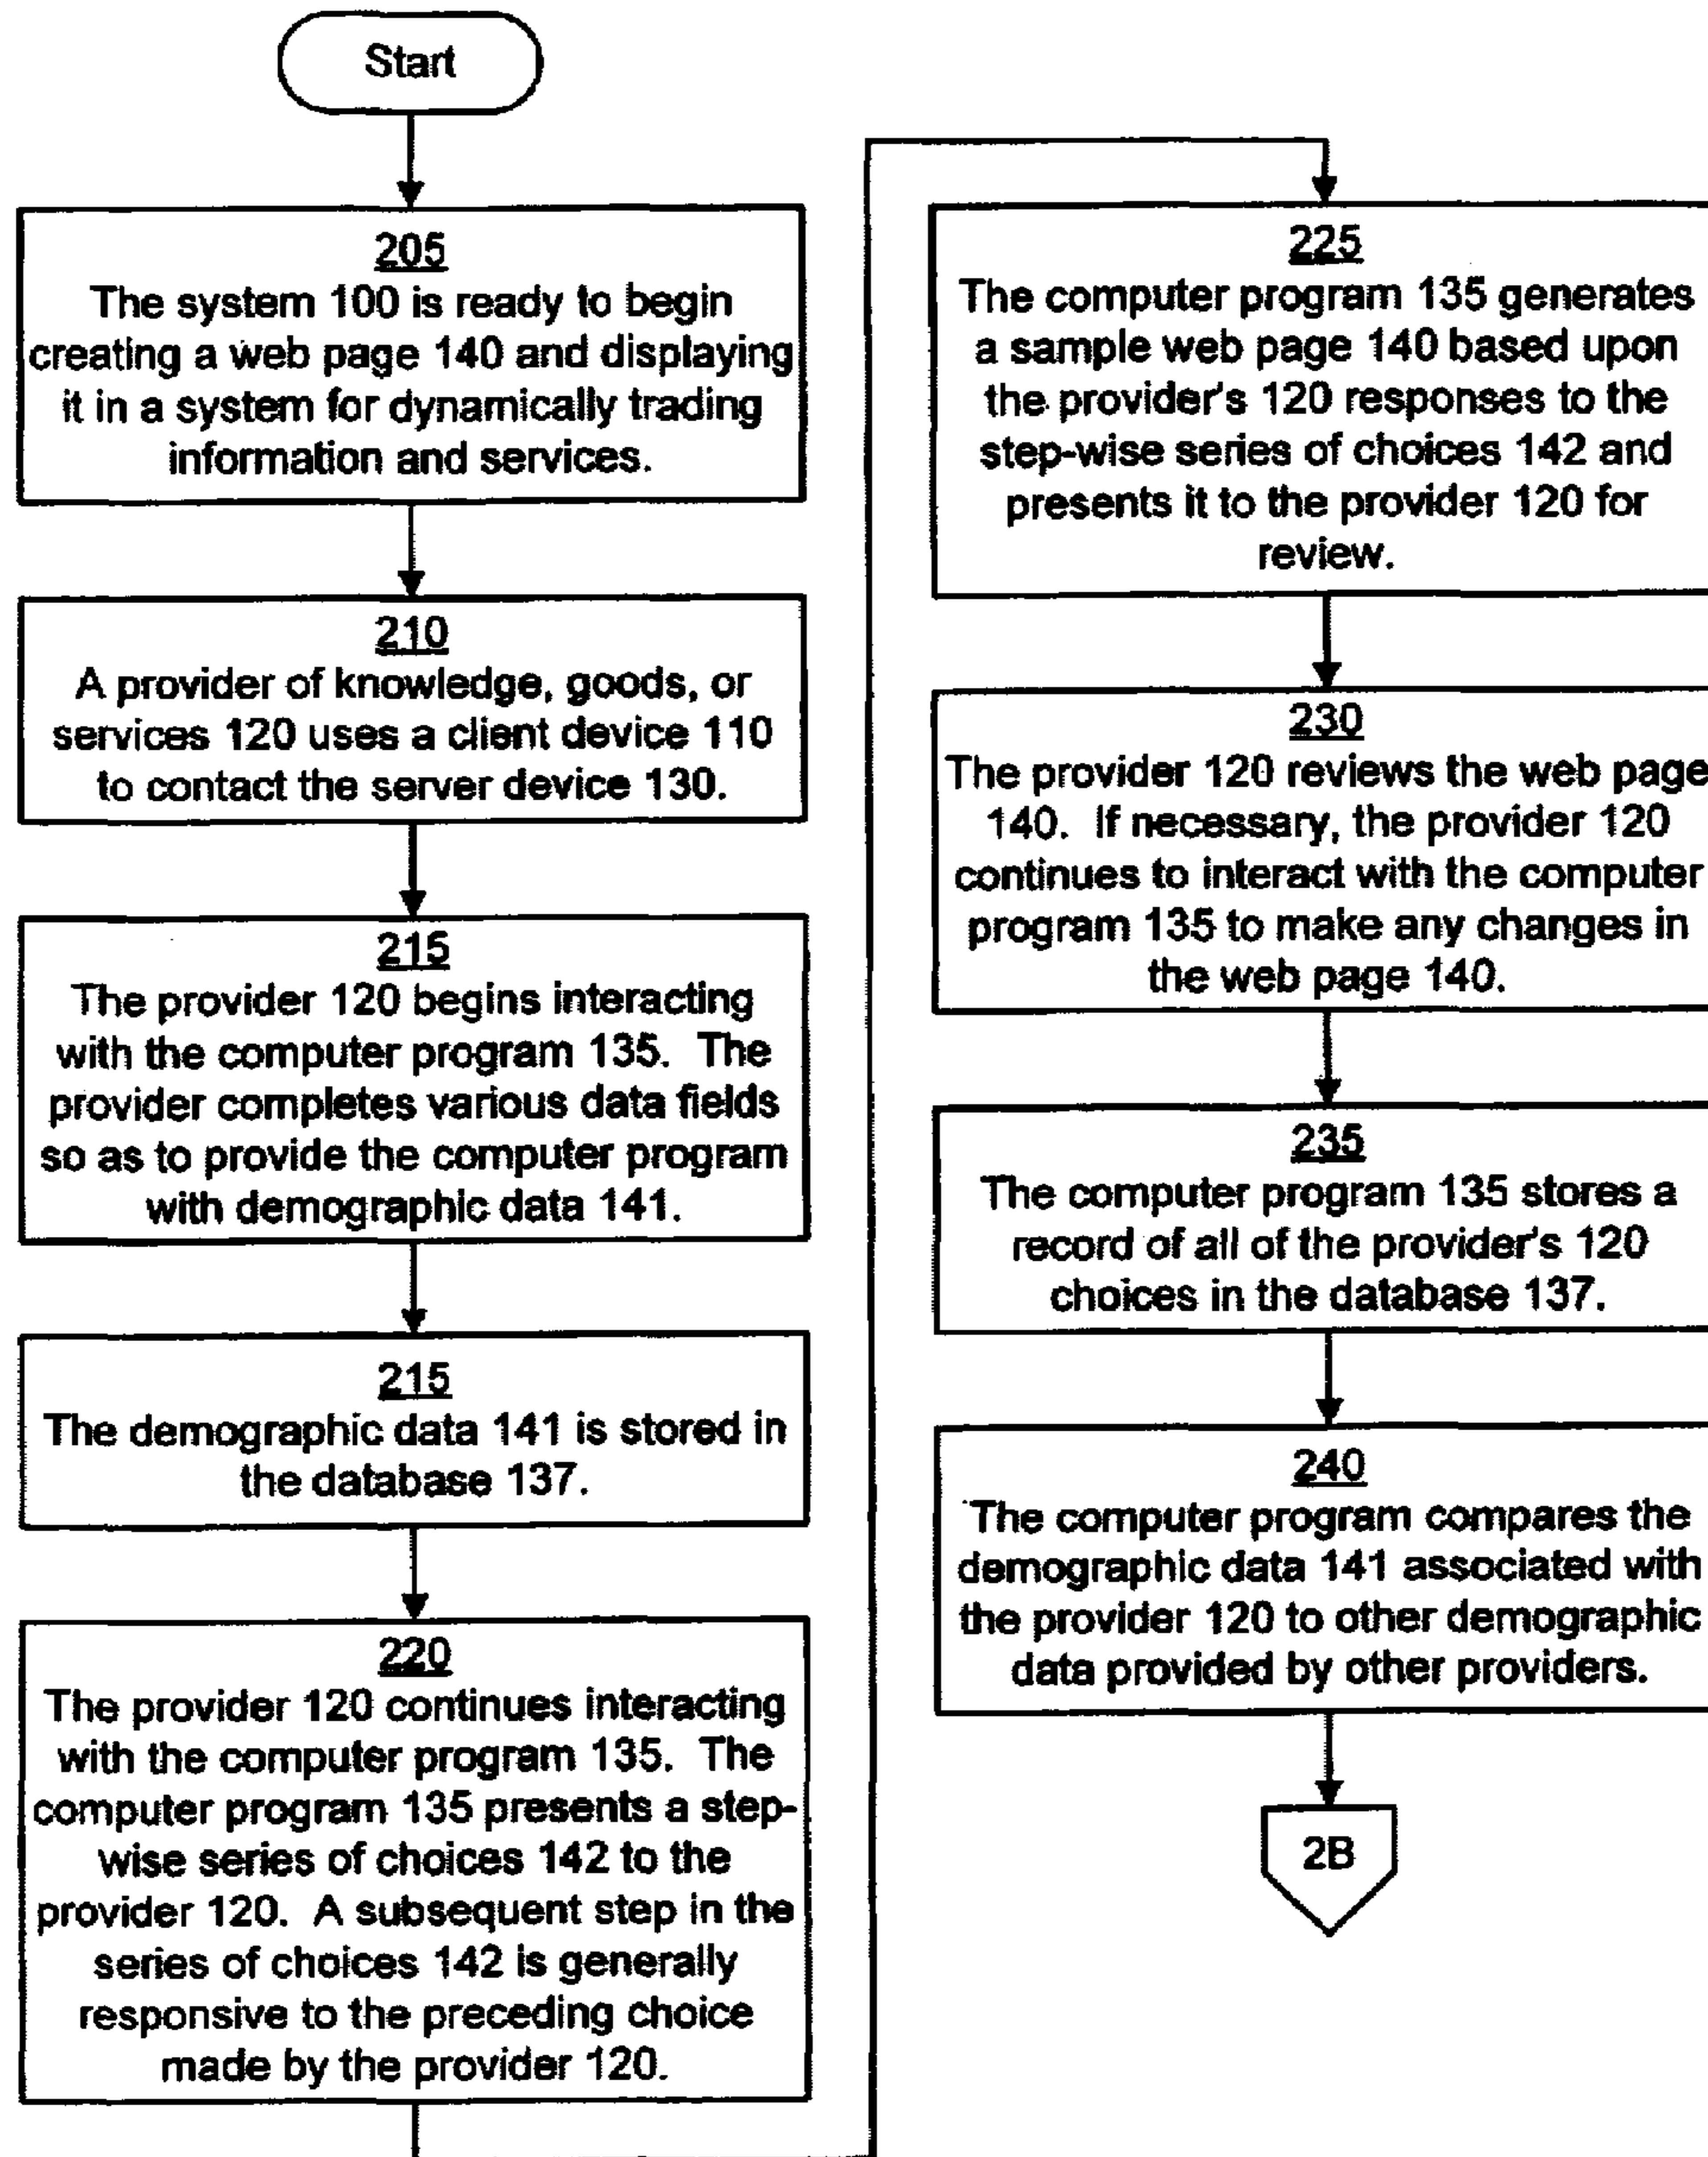 Start
205
The system 100 is ready to begin
creating a web page 140 and displaying
it in a system for dynamically trading
information and services.
210
A provider of knowledge, goods, or
services 120 uses a client device 110
to contact the server device 130.
215
The provider 120 begins interacting
with the computer program 135. The
provider completes various data fields
so as to provide the computer program
with demographic data 141.
215
The demographic data 141 is stored in
the database 137.
220
The provider 120 continues interacting
with the computer program 135. The
computer program 135 presents a step-
wise series of choices 142 to the
provider 120. A subsequent step in the
series of choices 142 is generally
responsive to the preceding choice
made by the provider 120.
225
The computer program 135 generates
a sample web page 140 based upon
the provider's 120 responses to the
step-wise series of choices 142 and
presents it to the provider 120 for
review.
230
The provider 120 reviews the web page
140. If necessary, the provider 120
continues to interact with the computer
program 135 to make any changes in
the web page 140.
235
The computer program 135 stores a
record of all of the provider's 120
choices in the database 137.
240
The computer program compares the
demographic data 141 associated with
the provider 120 to other demographic
data provided by other providers.
2B